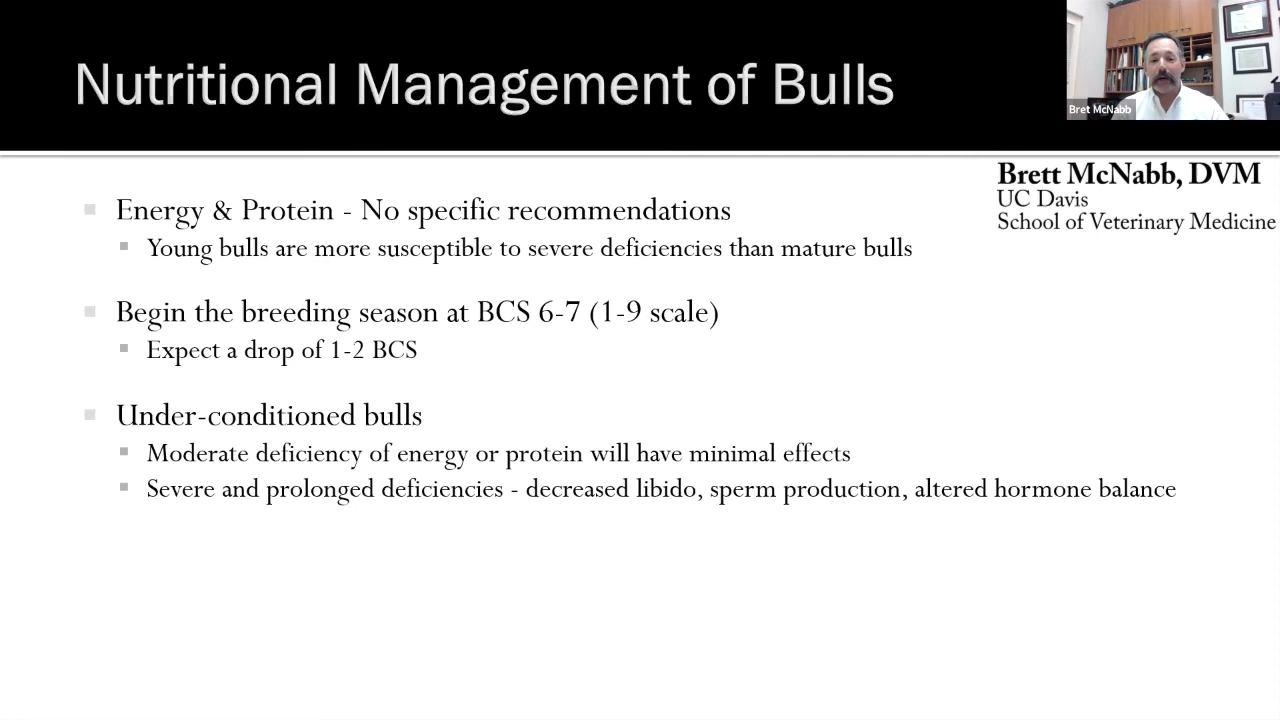 Nutritional Management of Bulls
Bret McNabb
Brett McNabb, DVM
UC Davis
School of Veterinary Medicine
Energy & Protein - No specific recommendations
Young bulls are more susceptible to severe deficiencies than mature bulls
Begin the breeding season at BCS 6-7 (1-9 scale)
Expect a drop of 1-2 BCS
Under-conditioned bulls
Moderate deficiency of energy or protein will have minimal effects
Severe and prolonged deficiencies - decreased libido, sperm production, altered hormone balance